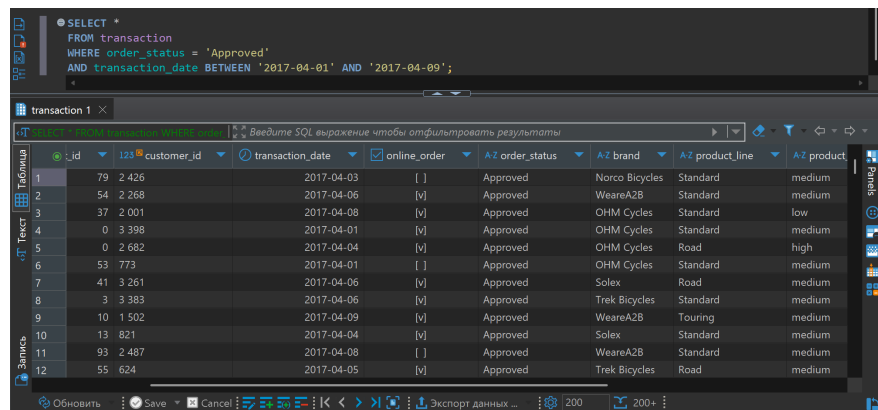 SELECT *
FROM transaction
WHERE order_status = 'Approved'
AND transaction_date BETWEEN '2017-04-01' AND '2017-04-09';
transaction 1
SELECT * FROM transaction WHERE order Введите SQL выражение чтобы отфильтровать результаты
Таблица
Текст
Запись
Panels
_id 123 customer_id transaction_date online_order A-Z order_status A-Z brand A-Z product_line A-Z product_
1 79 2 426 2017-04-03 [ ] Approved Norco Bicycles Standard medium
2 54 2 268 2017-04-06 [v] Approved WeareA2B Standard medium
3 37 2 001 2017-04-08 [v] Approved OHM Cycles Standard low
4 0 3 398 2017-04-01 [v] Approved OHM Cycles Standard medium
5 0 2 682 2017-04-04 [v] Approved OHM Cycles Road high
6 53 773 2017-04-01 [ ] Approved OHM Cycles Standard medium
7 41 3 261 2017-04-06 [v] Approved Solex Road medium
8 3 3 383 2017-04-06 [v] Approved Trek Bicycles Standard medium
9 10 1 502 2017-04-09 [v] Approved WeareA2B Touring medium
10 13 821 2017-04-04 [v] Approved Solex Standard medium
11 93 2 487 2017-04-08 [ ] Approved WeareA2B Standard medium
12 55 624 2017-04-05 [v] Approved Trek Bicycles Road medium
Обновить Save Cancel Экспорт данных ... 200 200+